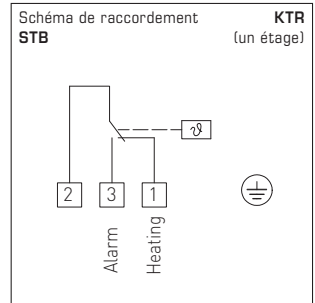 Schéma de raccordement KTR
STB (un étage)
ϑ
2 3 1
Alarm
Heating